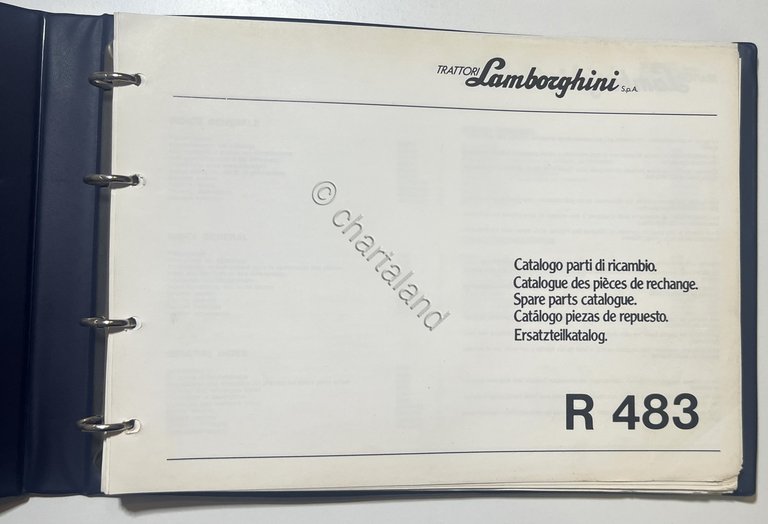 TRATTORI Lamborghini S.p.A.
© chartaland
Catalogo parti di ricambio.
Catalogue des pièces de rechange.
Spare parts catalogue.
Catálogo piezas de repuesto.
Ersatzteilkatalog.
R 483